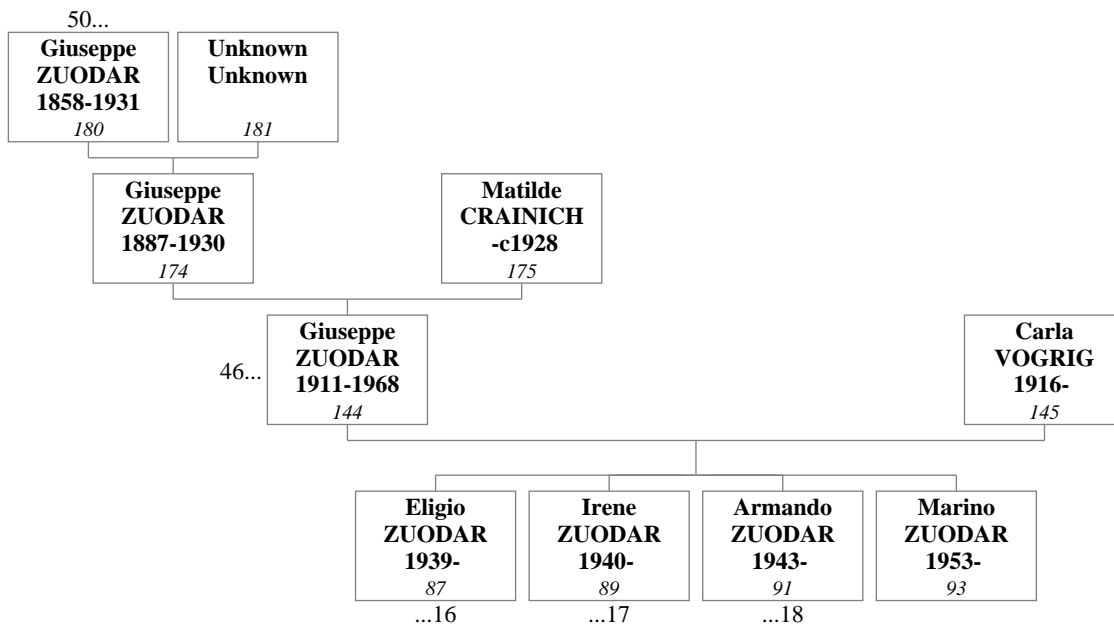 50...
Giuseppe
ZUODAR
1858-1931
180
Unknown
Unknown
181
Giuseppe
ZUODAR
1887-1930
174
Matilde
CRAINICH
-c1928
175
46...
Giuseppe
ZUODAR
1911-1968
144
Carla
VOGRIG
1916-
145
Eligio
ZUODAR
1939-
87
...16
Irene
ZUODAR
1940-
89
...17
Armando
ZUODAR
1943-
91
...18
Marino
ZUODAR
1953-
93